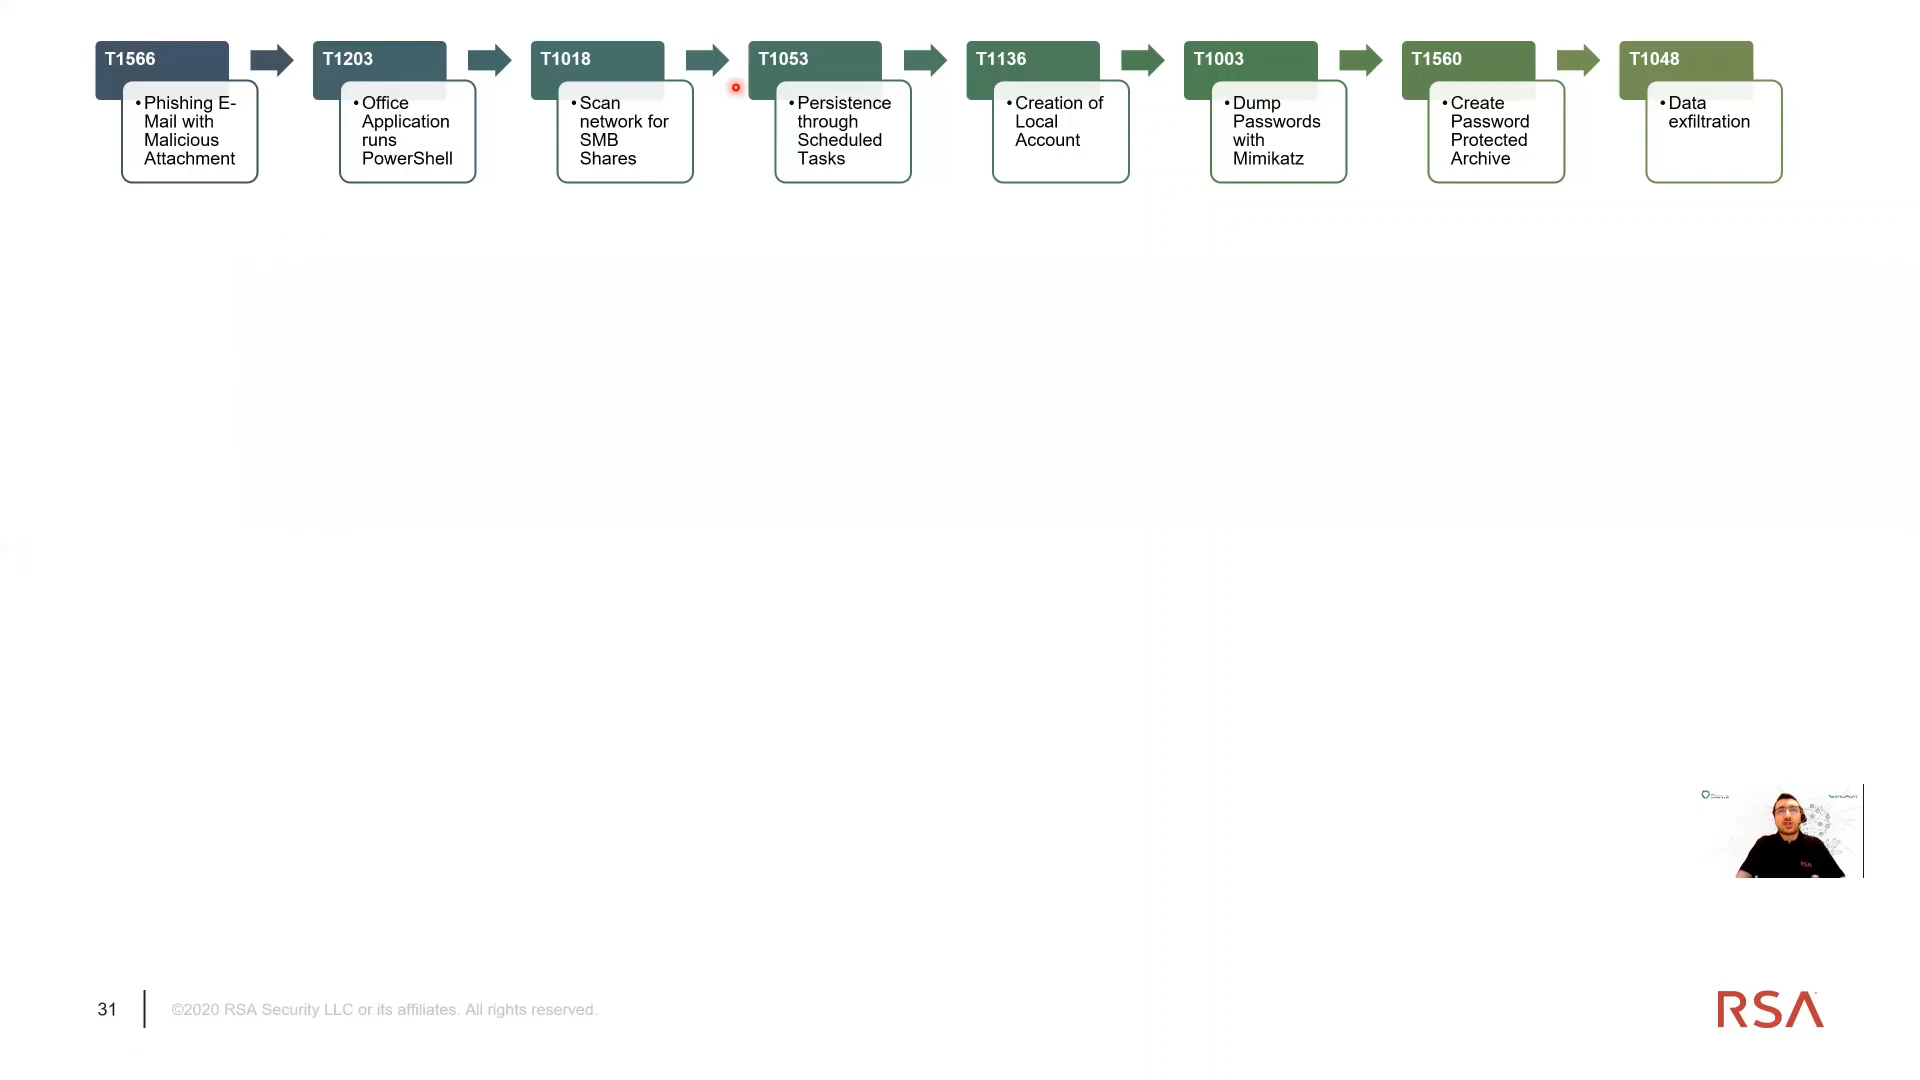 T1566
• Phishing E-
Mail with
Malicious
Attachment
T1203
• Office
Application
runs
PowerShell
T1018
• Scan
network for
SMB
Shares
T1053
• Persistence
through
Scheduled
Tasks
T1136
• Creation of
Local
Account
T1003
• Dump
Passwords
with
Mimikatz
T1560
• Create
Password
Protected
Archive
T1048
• Data
exfiltration
RSA
31
©2020 RSA Security LLC or its affiliates. All rights reserved.
RSA